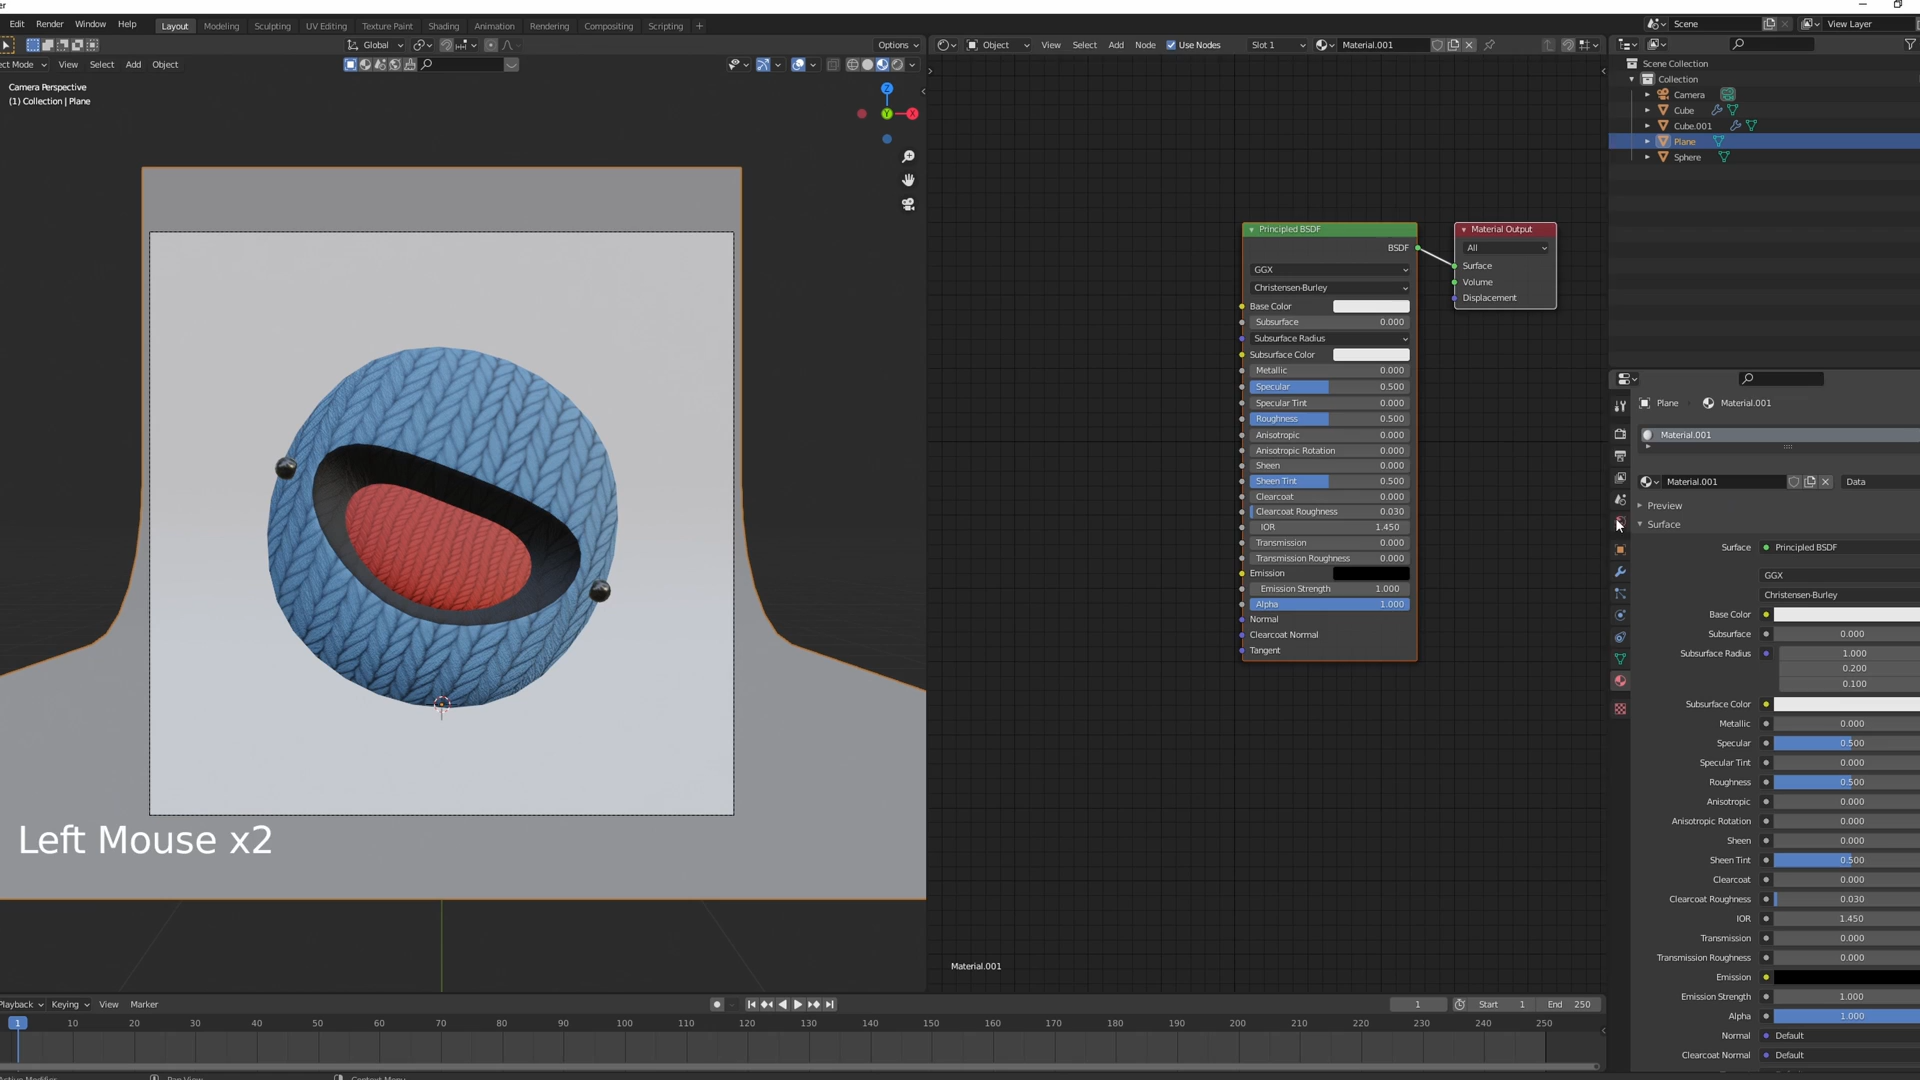 er
Edit Render Window Help Layout Modeling Sculpting UV Editing Texture Paint Shading Animation Rendering Compositing Scripting + Scene View Layer
Global Options Object View Select Add Node Use Nodes Slot 1 Material.001
ect Mode View Select Add Object
Camera Perspective
(1) Collection | Plane
Z
Y X
Scene Collection
Collection
Camera
Cube
Cube.001
Plane
Sphere
Principled BSDF
BSDF
GGX
Christensen-Burley
Base Color
Subsurface 0.000
Subsurface Radius
Subsurface Color
Metallic 0.000
Specular 0.500
Specular Tint 0.000
Roughness 0.500
Anisotropic 0.000
Anisotropic Rotation 0.000
Sheen 0.000
Sheen Tint 0.500
Clearcoat 0.000
Clearcoat Roughness 0.030
IOR 1.450
Transmission 0.000
Transmission Roughness 0.000
Emission
Emission Strength 1.000
Alpha 1.000
Normal
Clearcoat Normal
Tangent
Material Output
All
Surface
Volume
Displacement
Plane Material.001
Material.001
Material.001 Data
Preview
Surface
Surface Principled BSDF
GGX
Christensen-Burley
Base Color
Subsurface 0.000
Subsurface Radius 1.000
0.200
0.100
Subsurface Color
Metallic 0.000
Specular 0.500
Specular Tint 0.000
Roughness 0.500
Anisotropic 0.000
Anisotropic Rotation 0.000
Sheen 0.000
Sheen Tint 0.500
Clearcoat 0.000
Clearcoat Roughness 0.030
IOR 1.450
Transmission 0.000
Transmission Roughness 0.000
Emission
Emission Strength 1.000
Alpha 1.000
Normal Default
Clearcoat Normal Default
Left Mouse x2
Material.001
Playback Keying View Marker 1 Start 1 End 250
1 10 20 30 40 50 60 70 80 90 100 110 120 130 140 150 160 170 180 190 200 210 220 230 240 250